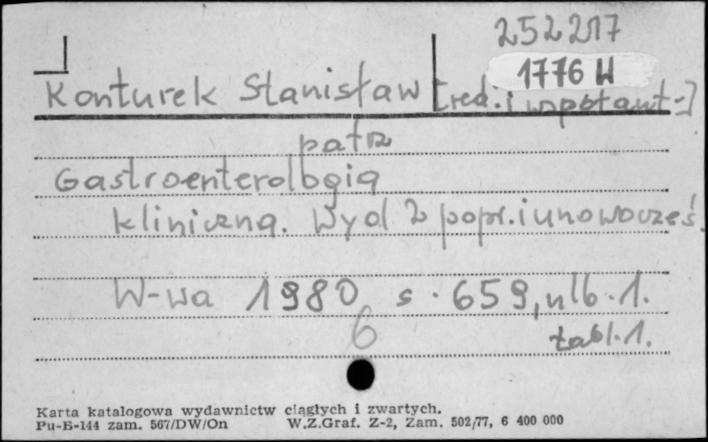 252217
1776 W
Konturek Stanisław [red. i współaut.]
patrz
Gastroenterologia
kliniczna. Wyd 2 popr. i unowocześ.
W-wa 1980 s. 659, nlb. 1.
tabl. 1.
6
Karta katalogowa wydawnictw ciągłych i zwartych.
Pu-B-144 zam. 567/DW/On W.Z.Graf. Z-2, Zam. 502/77, 6 400 000